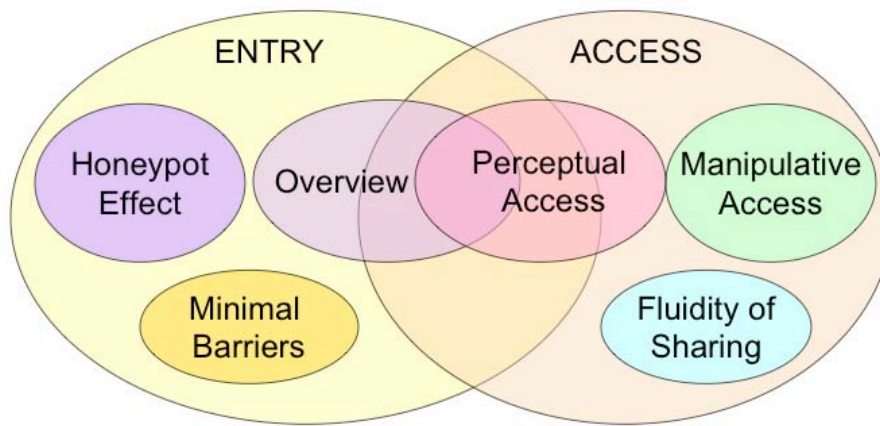 ENTRY
ACCESS
Honeypot
Effect
Overview
Perceptual
Access
Manipulative
Access
Minimal
Barriers
Fluidity of
Sharing